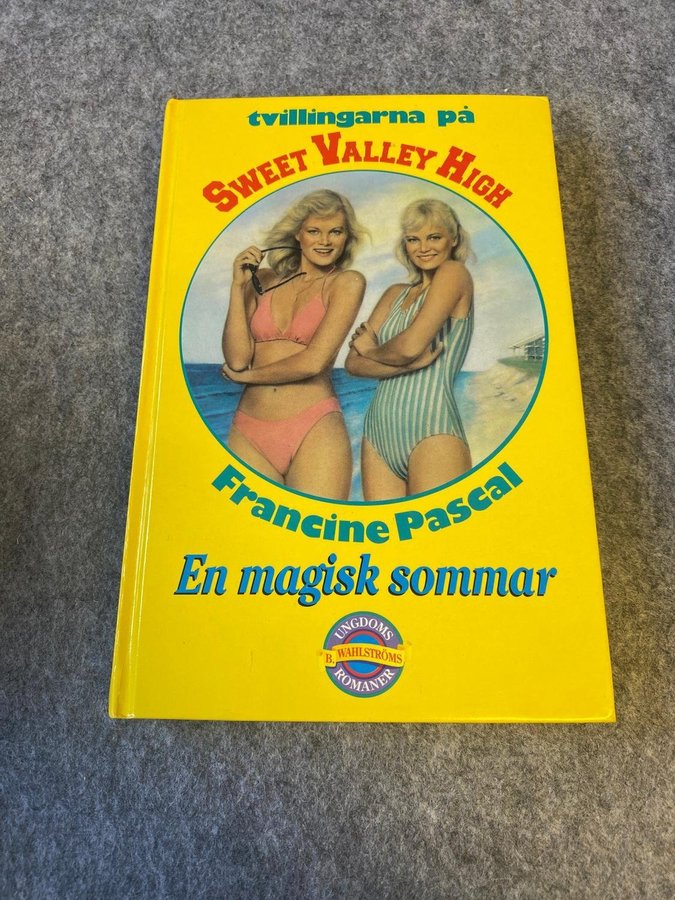 tvillingarna på
SWEET VALLEY HIGH
Francine Pascal
En magisk sommar
UNGDOMS
B. WAHLSTRÖMS
ROMANER